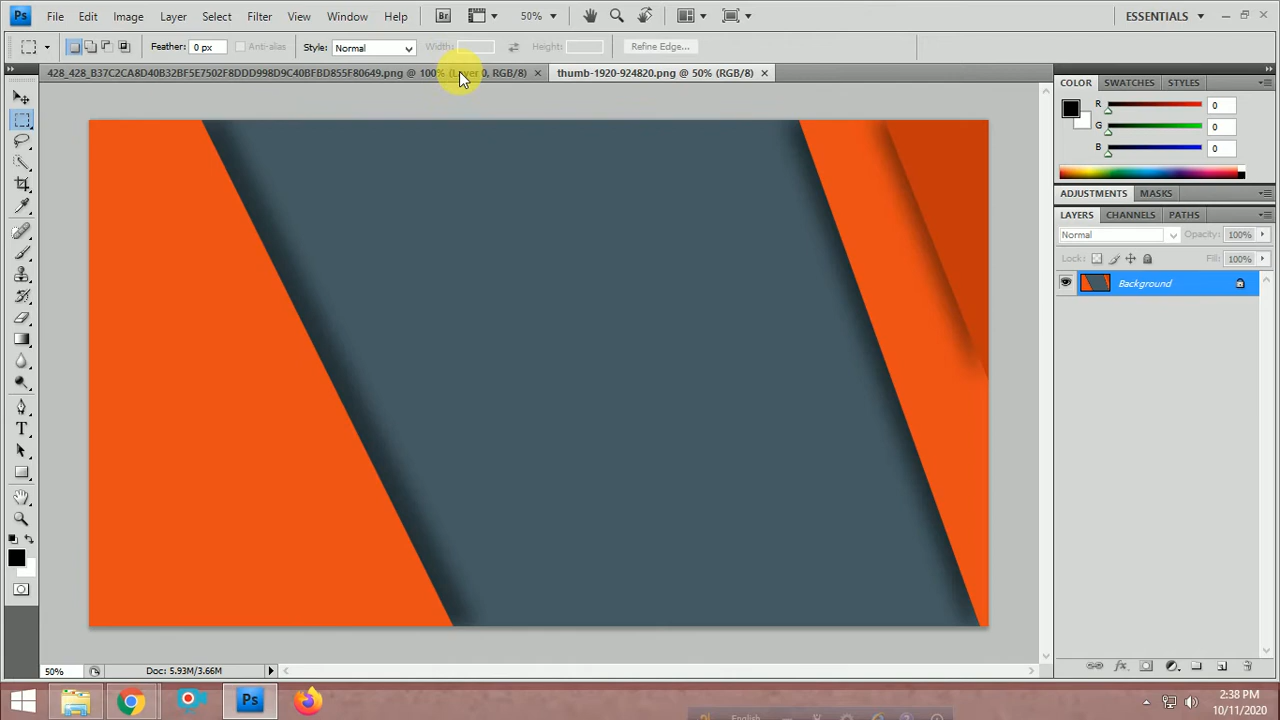 Ps File Edit Image Layer Select Filter View Window Help Br 50% ESSENTIALS
Feather: 0 px Anti-alias Style: Normal Width: Height: Refine Edge...
428_428_B37C2CA8D40B32BF5E7502F8DDD998D9C40BFBD855F80649.png @ 100% (Layer 0, RGB/8) thumb-1920-924820.png @ 50% (RGB/8)
COLOR SWATCHES STYLES
R 0
G 0
B 0
ADJUSTMENTS MASKS
LAYERS CHANNELS PATHS
Normal Opacity: 100%
Lock: Fill: 100%
Background
T
50% Doc: 5.93M/3.66M
Ps 2:38 PM
10/11/2020
English